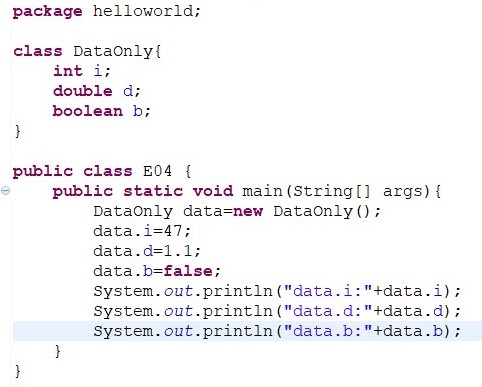 package helloworld;
class DataOnly{
    int i;
    double d;
    boolean b;
}
public class E04 {
    public static void main(String[] args){
        DataOnly data=new DataOnly();
        data.i=47;
        data.d=1.1;
        data.b=false;
        System.out.println("data.i:"+data.i);
        System.out.println("data.d:"+data.d);
        System.out.println("data.b:"+data.b);
    }
}